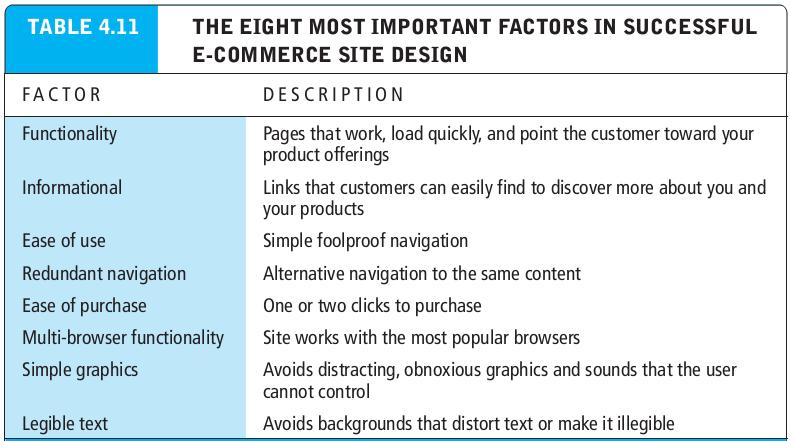 TABLE 4.11
THE EIGHT MOST IMPORTANT FACTORS IN SUCCESSFUL
E-COMMERCE SITE DESIGN
FACTOR DESCRIPTION
Functionality Pages that work, load quickly, and point the customer toward your
product offerings
Informational Links that customers can easily find to discover more about you and
your products
Ease of use Simple foolproof navigation
Redundant navigation Alternative navigation to the same content
Ease of purchase One or two clicks to purchase
Multi-browser functionality Site works with the most popular browsers
Simple graphics Avoids distracting, obnoxious graphics and sounds that the user
cannot control
Legible text Avoids backgrounds that distort text or make it illegible